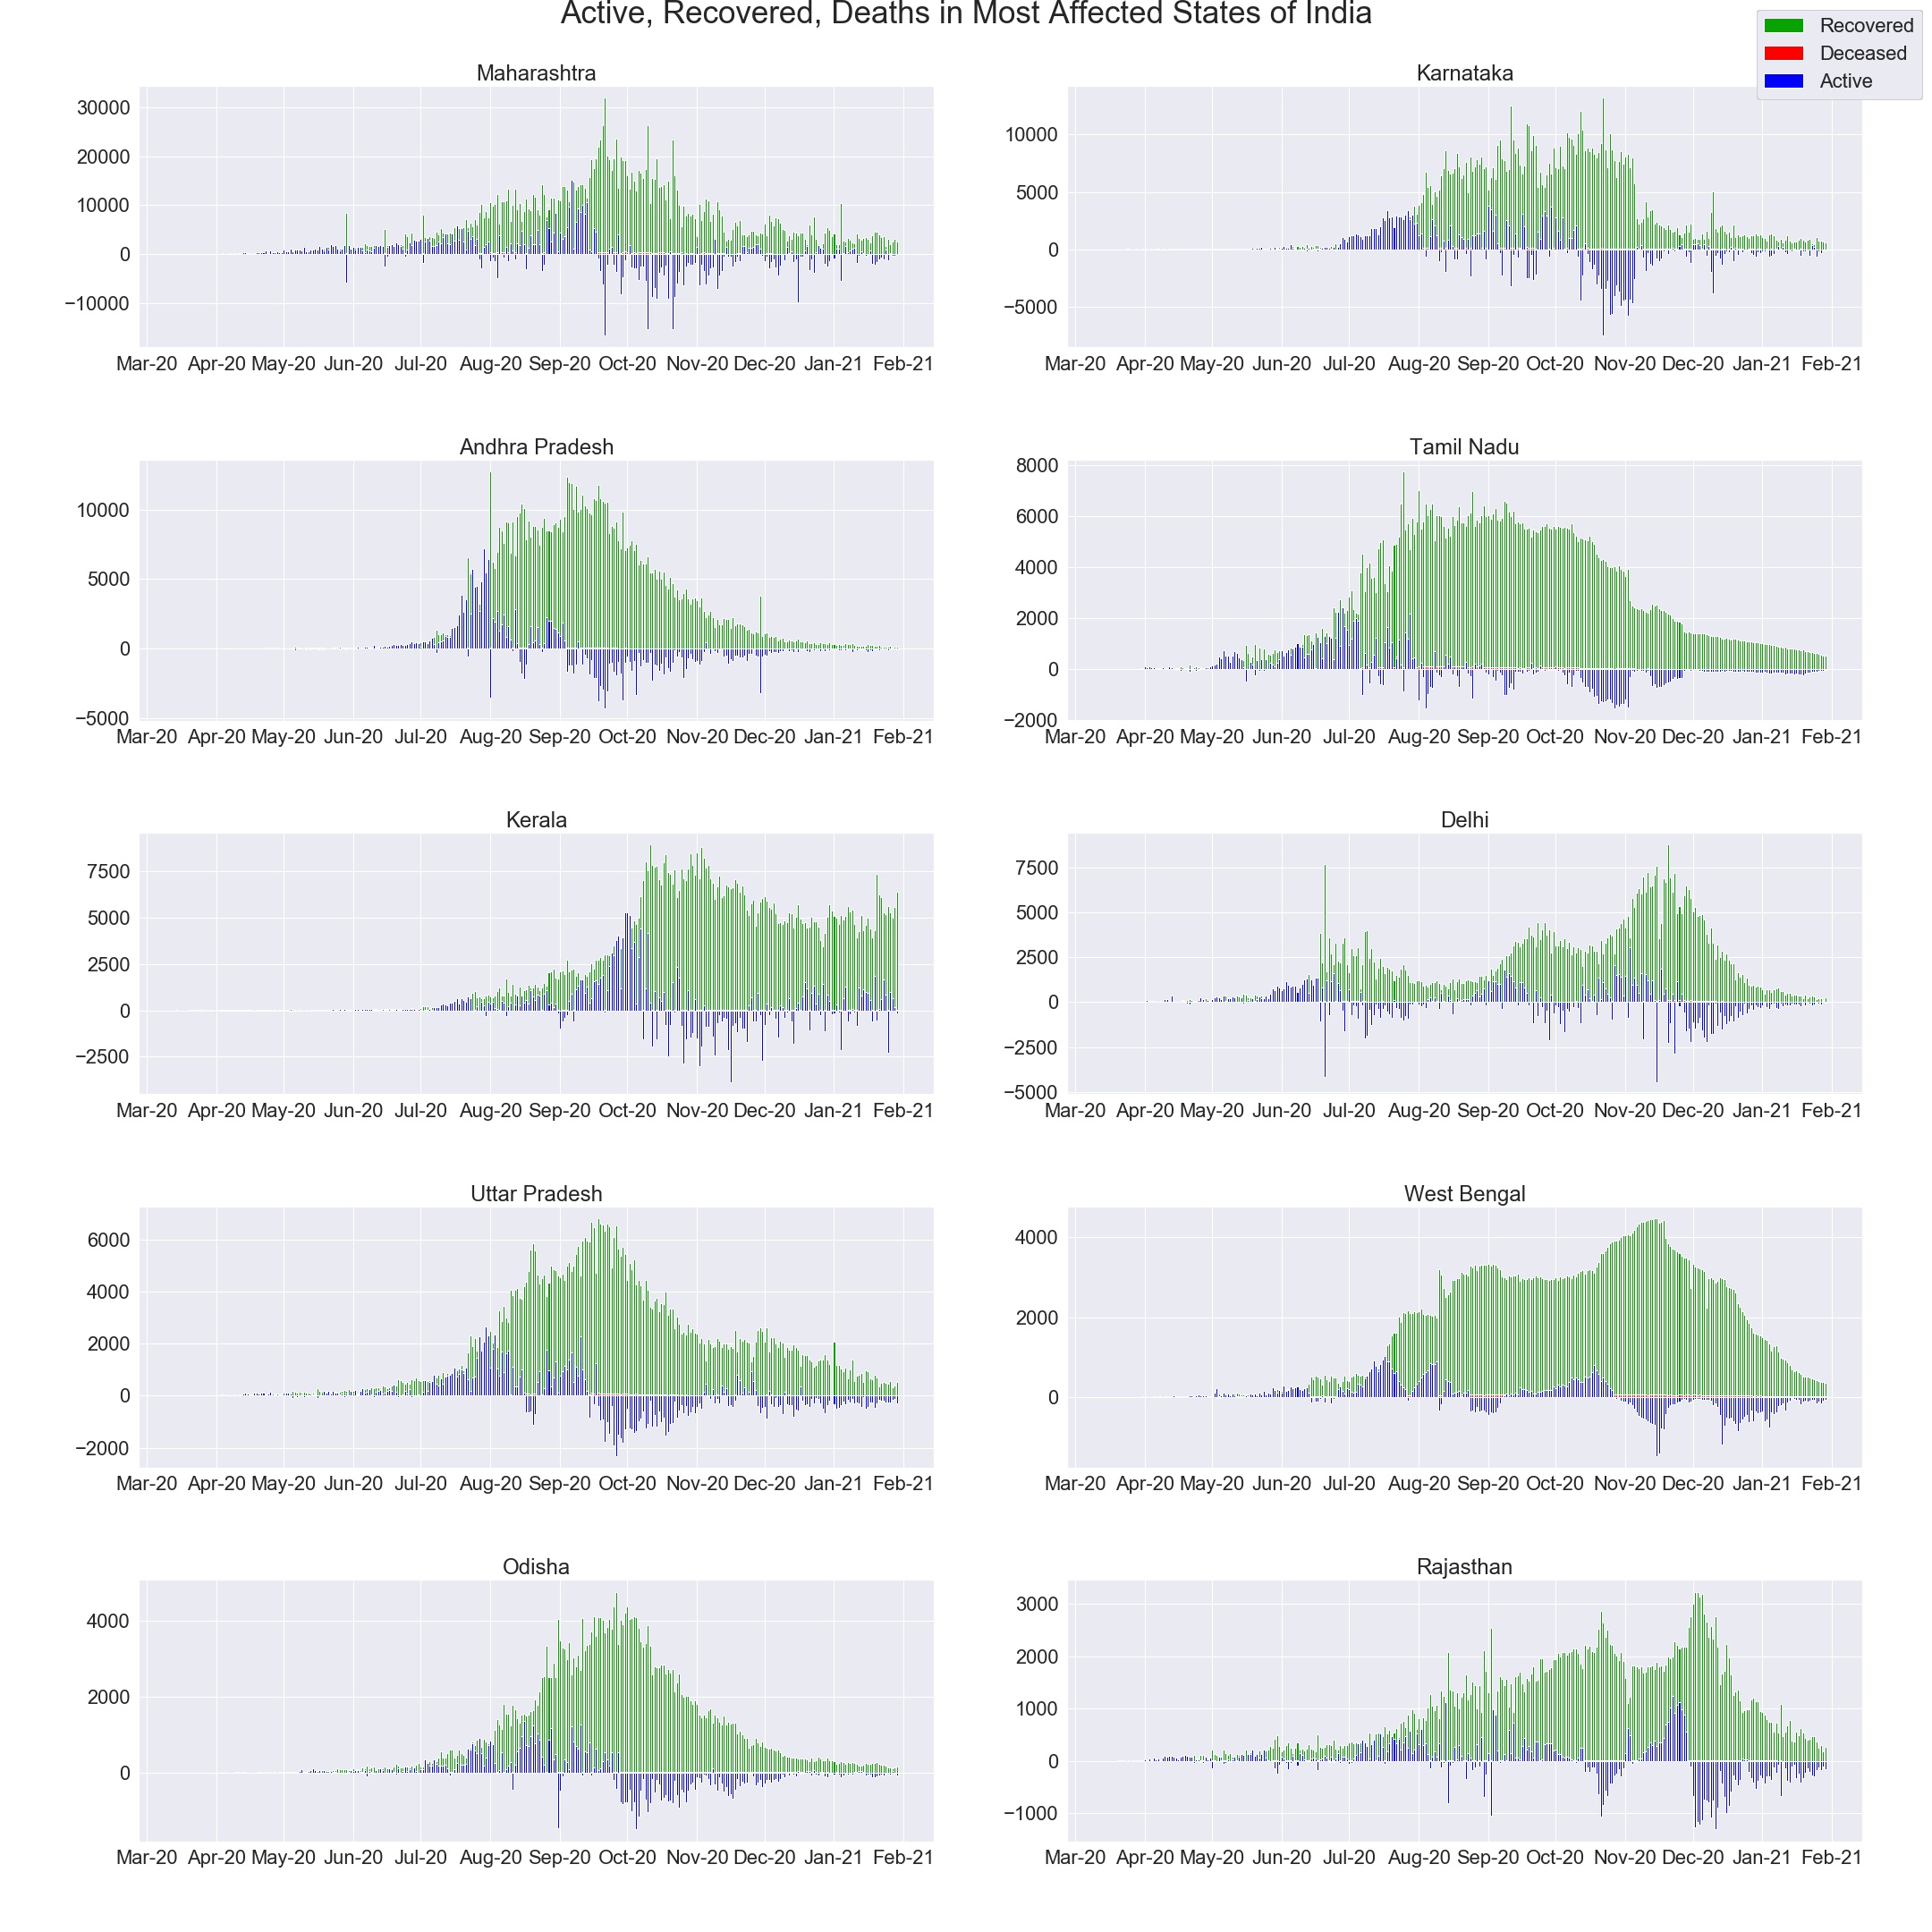 Active, Recovered, Deaths in Most Affected States of India
Recovered
Deceased
Active
Maharashtra
30000
20000
10000
0
−10000
Mar-20 Apr-20 May-20 Jun-20 Jul-20 Aug-20 Sep-20 Oct-20 Nov-20 Dec-20 Jan-21 Feb-21
Karnataka
10000
5000
0
−5000
Mar-20 Apr-20 May-20 Jun-20 Jul-20 Aug-20 Sep-20 Oct-20 Nov-20 Dec-20 Jan-21 Feb-21
Andhra Pradesh
10000
5000
0
−5000
Mar-20 Apr-20 May-20 Jun-20 Jul-20 Aug-20 Sep-20 Oct-20 Nov-20 Dec-20 Jan-21 Feb-21
Tamil Nadu
8000
6000
4000
2000
0
−2000
Mar-20 Apr-20 May-20 Jun-20 Jul-20 Aug-20 Sep-20 Oct-20 Nov-20 Dec-20 Jan-21 Feb-21
Kerala
7500
5000
2500
0
−2500
Mar-20 Apr-20 May-20 Jun-20 Jul-20 Aug-20 Sep-20 Oct-20 Nov-20 Dec-20 Jan-21 Feb-21
Delhi
7500
5000
2500
0
−2500
−5000
Mar-20 Apr-20 May-20 Jun-20 Jul-20 Aug-20 Sep-20 Oct-20 Nov-20 Dec-20 Jan-21 Feb-21
Uttar Pradesh
6000
4000
2000
0
−2000
Mar-20 Apr-20 May-20 Jun-20 Jul-20 Aug-20 Sep-20 Oct-20 Nov-20 Dec-20 Jan-21 Feb-21
West Bengal
4000
2000
0
Mar-20 Apr-20 May-20 Jun-20 Jul-20 Aug-20 Sep-20 Oct-20 Nov-20 Dec-20 Jan-21 Feb-21
Odisha
4000
2000
0
Mar-20 Apr-20 May-20 Jun-20 Jul-20 Aug-20 Sep-20 Oct-20 Nov-20 Dec-20 Jan-21 Feb-21
Rajasthan
3000
2000
1000
0
−1000
Mar-20 Apr-20 May-20 Jun-20 Jul-20 Aug-20 Sep-20 Oct-20 Nov-20 Dec-20 Jan-21 Feb-21